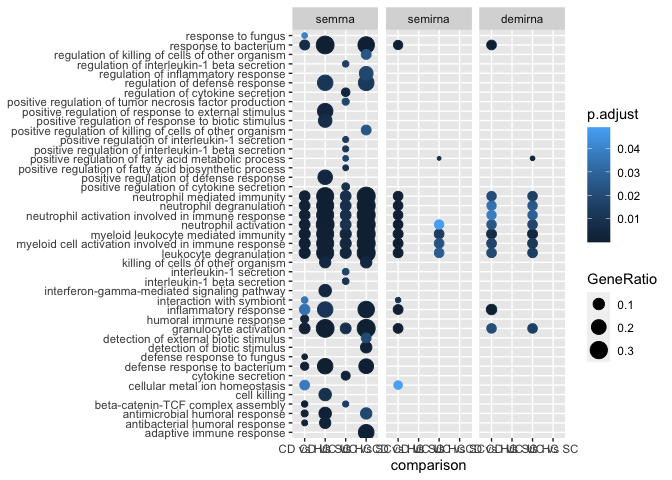 semrna semirna demirna
response to fungus
response to bacterium
regulation of killing of cells of other organism
regulation of interleukin-1 beta secretion
regulation of inflammatory response
regulation of defense response
regulation of cytokine secretion
positive regulation of tumor necrosis factor production
positive regulation of response to external stimulus
positive regulation of response to biotic stimulus
positive regulation of killing of cells of other organism
positive regulation of interleukin-1 secretion
positive regulation of interleukin-1 beta secretion
positive regulation of fatty acid metabolic process
positive regulation of fatty acid biosynthetic process
positive regulation of defense response
positive regulation of cytokine secretion
neutrophil mediated immunity
neutrophil degranulation
neutrophil activation involved in immune response
neutrophil activation
myeloid leukocyte mediated immunity
myeloid cell activation involved in immune response
leukocyte degranulation
killing of cells of other organism
interleukin-1 secretion
interleukin-1 beta secretion
interferon-gamma-mediated signaling pathway
interaction with symbiont
inflammatory response
humoral immune response
granulocyte activation
detection of external biotic stimulus
detection of biotic stimulus
defense response to fungus
defense response to bacterium
cytokine secretion
cellular metal ion homeostasis
cell killing
beta-catenin-TCF complex assembly
antimicrobial humoral response
antibacterial humoral response
adaptive immune response
comparison
p.adjust
0.04
0.03
0.02
0.01
GeneRatio
0.1
0.2
0.3